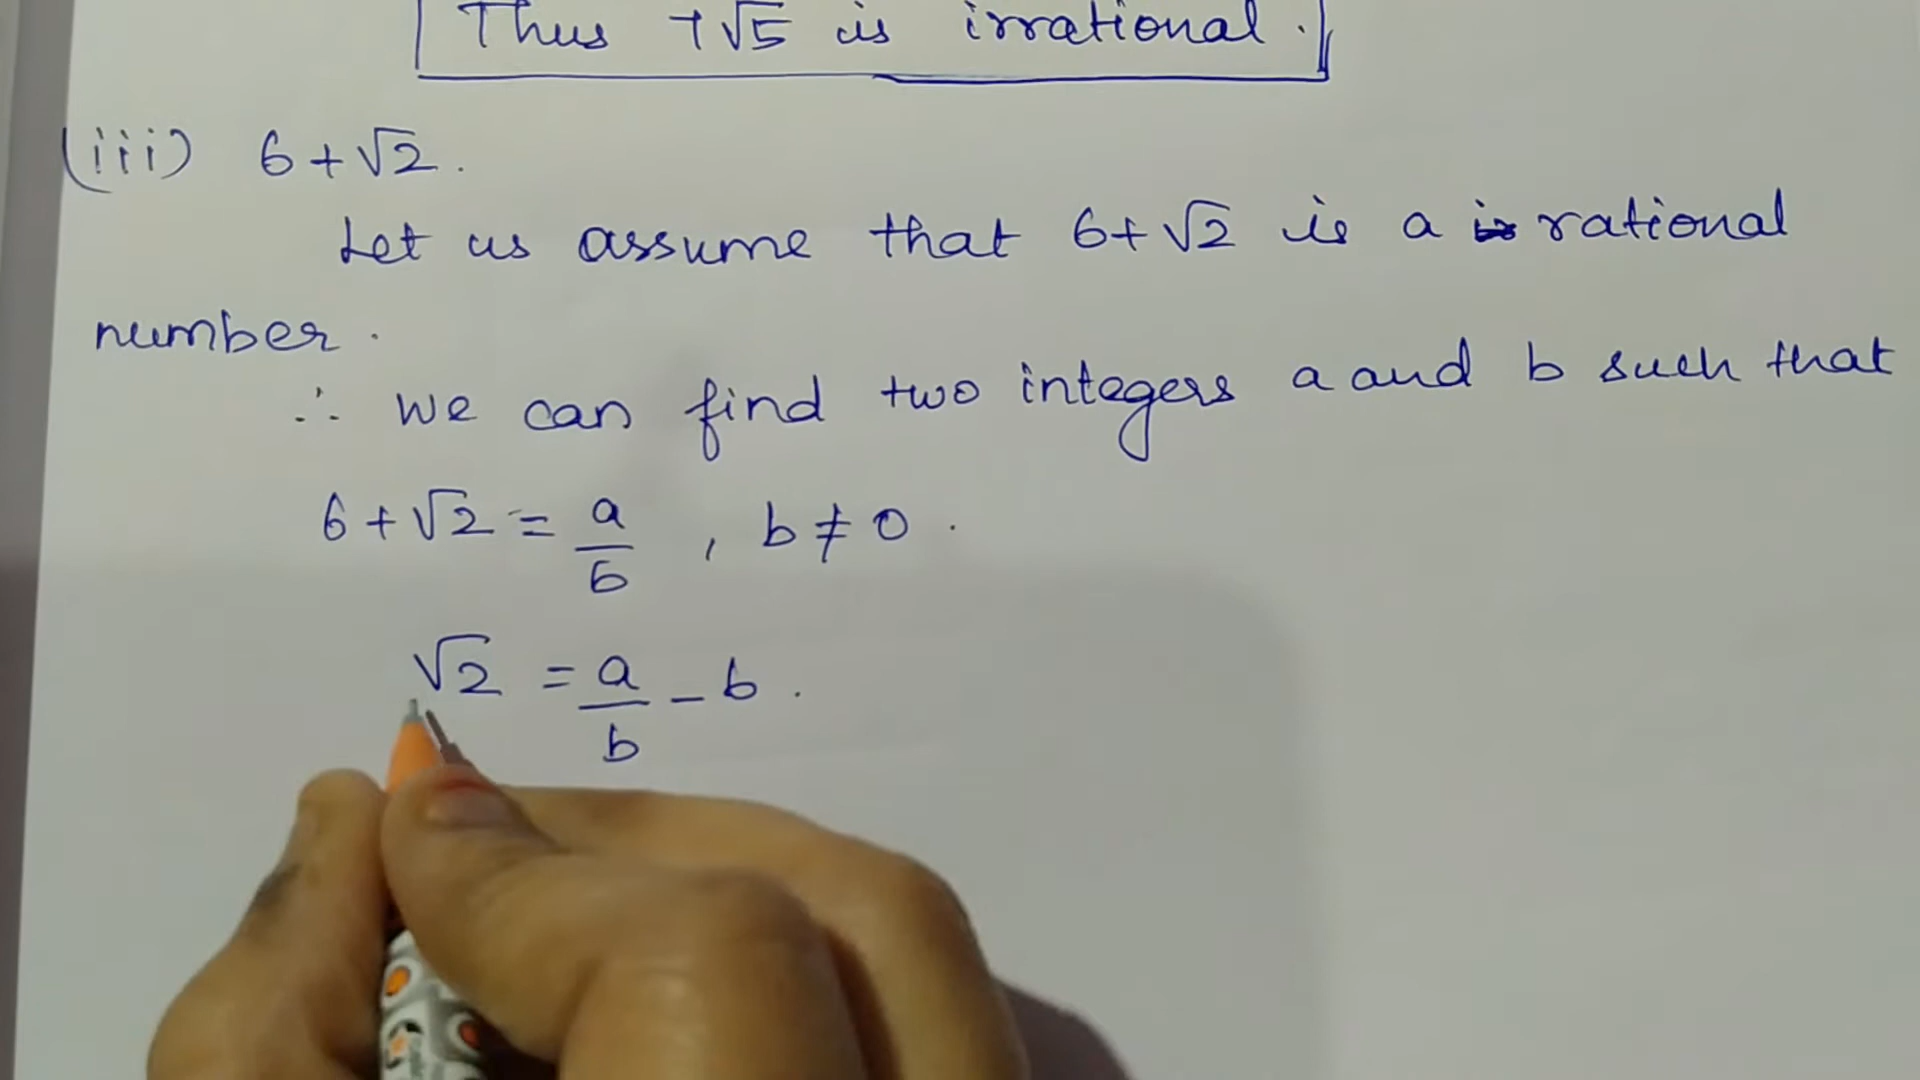 Thus 7√5 is irrational.
(iii) 6+√2.
Let us assume that 6+√2 is a rational
number.
∴ we can find two integers a and b such that
6+√2 = a/b , b≠0.
√2 = a/b - b.